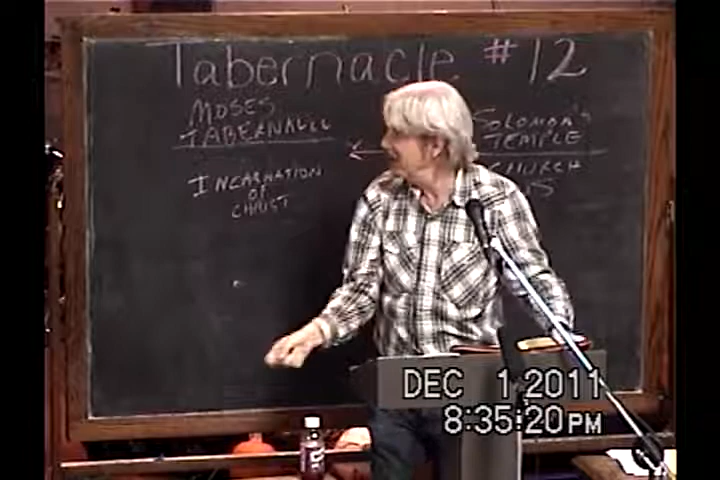 Tabernacle #12
MOSES
TABERNACLE
INCARNATION
OF
CHRIST
SOLOMON'S
TEMPLE
CHURCH
DEC 1 2011
8:35:20 PM